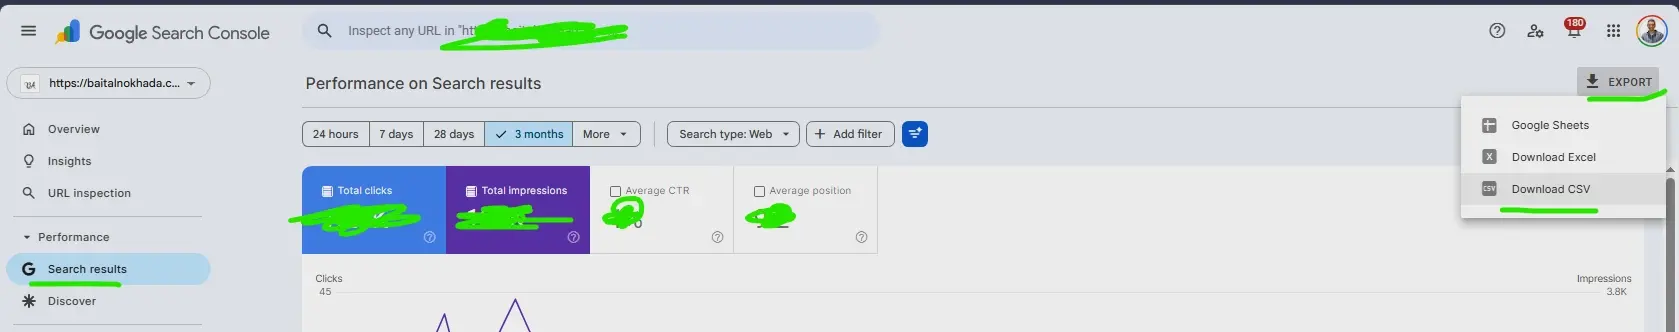 Google Search Console
Inspect any URL in "htt
180
https://baitalnokhada.c...
Performance on Search results
EXPORT
Google Sheets
Download Excel
CSV Download CSV
Overview
Insights
URL inspection
Performance
Search results
Discover
24 hours
7 days
28 days
3 months
More
Search type: Web
Add filter
Total clicks
Total impressions
Average CTR
Average position
Clicks
45
Impressions
3.8K